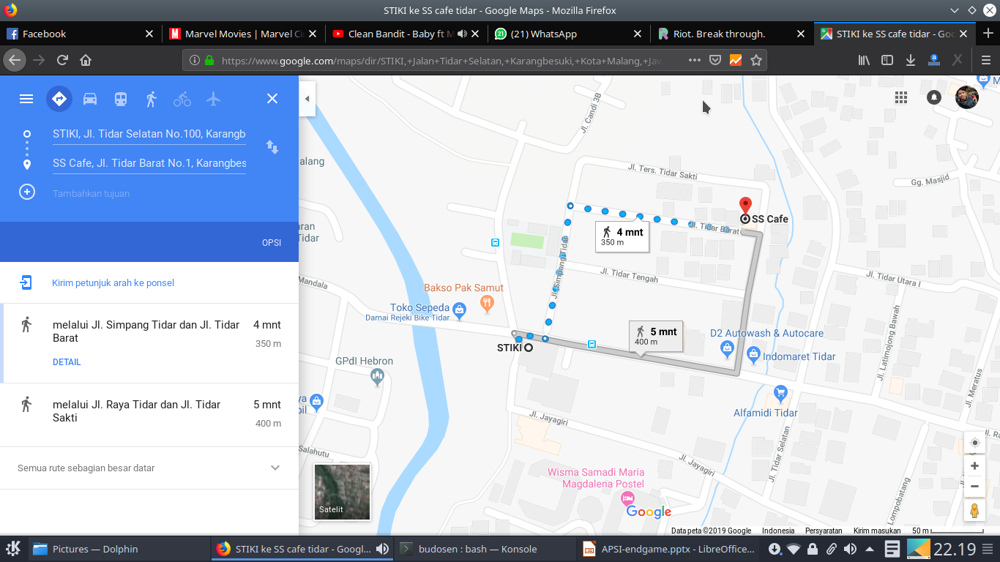 STIKI ke SS cafe tidar - Google Maps - Mozilla Firefox
Facebook
Marvel Movies | Marvel Ci
Clean Bandit - Baby ft M
(21) WhatsApp
Riot. Break through.
STIKI ke SS cafe tidar - Goo
https://www.google.com/maps/dir/STIKI,+Jalan+Tidar+Selatan,+Karangbesuki,+Kota+Malang,+Jaw
STIKI, Jl. Tidar Selatan No.100, Karangb
SS Cafe, Jl. Tidar Barat No.1, Karangbes
Tambahkan tujuan
OPSI
Kirim petunjuk arah ke ponsel
melalui Jl. Simpang Tidar dan Jl. Tidar Barat
4 mnt
350 m
DETAIL
melalui Jl. Raya Tidar dan Jl. Tidar Sakti
5 mnt
400 m
Semua rute sebagian besar datar
alang
aran
Tidar
Mandala
Jl. Candi 3B
Jl. Ters. Tidar Sakti
Gg. Masjid
SS Cafe
Jl. Tidar Barat
4 mnt
350 m
Jl. Simpang Tidar
Jl. Tidar Tengah
Jl. Tidar Utara I
Bakso Pak Samut
Toko Sepeda
Damai Rejeki Bike Tidar
STIKI
5 mnt
400 m
D2 Autowash & Autocare
Indomaret Tidar
Jl. Latimojong Bawah
Jl. Meratus
GPdI Hebron
ya
bil
Alfamidi Tidar
Jl. Jayagiri
Jl. Jayagiri
Jl. Tidar Selatan
Jl. Ra
Salahutu
Wisma Samadi Maria
Magdalena Postel
Lompobatang
Satelit
Google
Data peta ©2019 Google
Indonesia
Persyaratan
Kirim masukan
50 m
Pictures — Dolphin
STIKI ke SS cafe tidar - Googl...
budosen : bash — Konsole
APSI-endgame.pptx - LibreOffice...
22.19